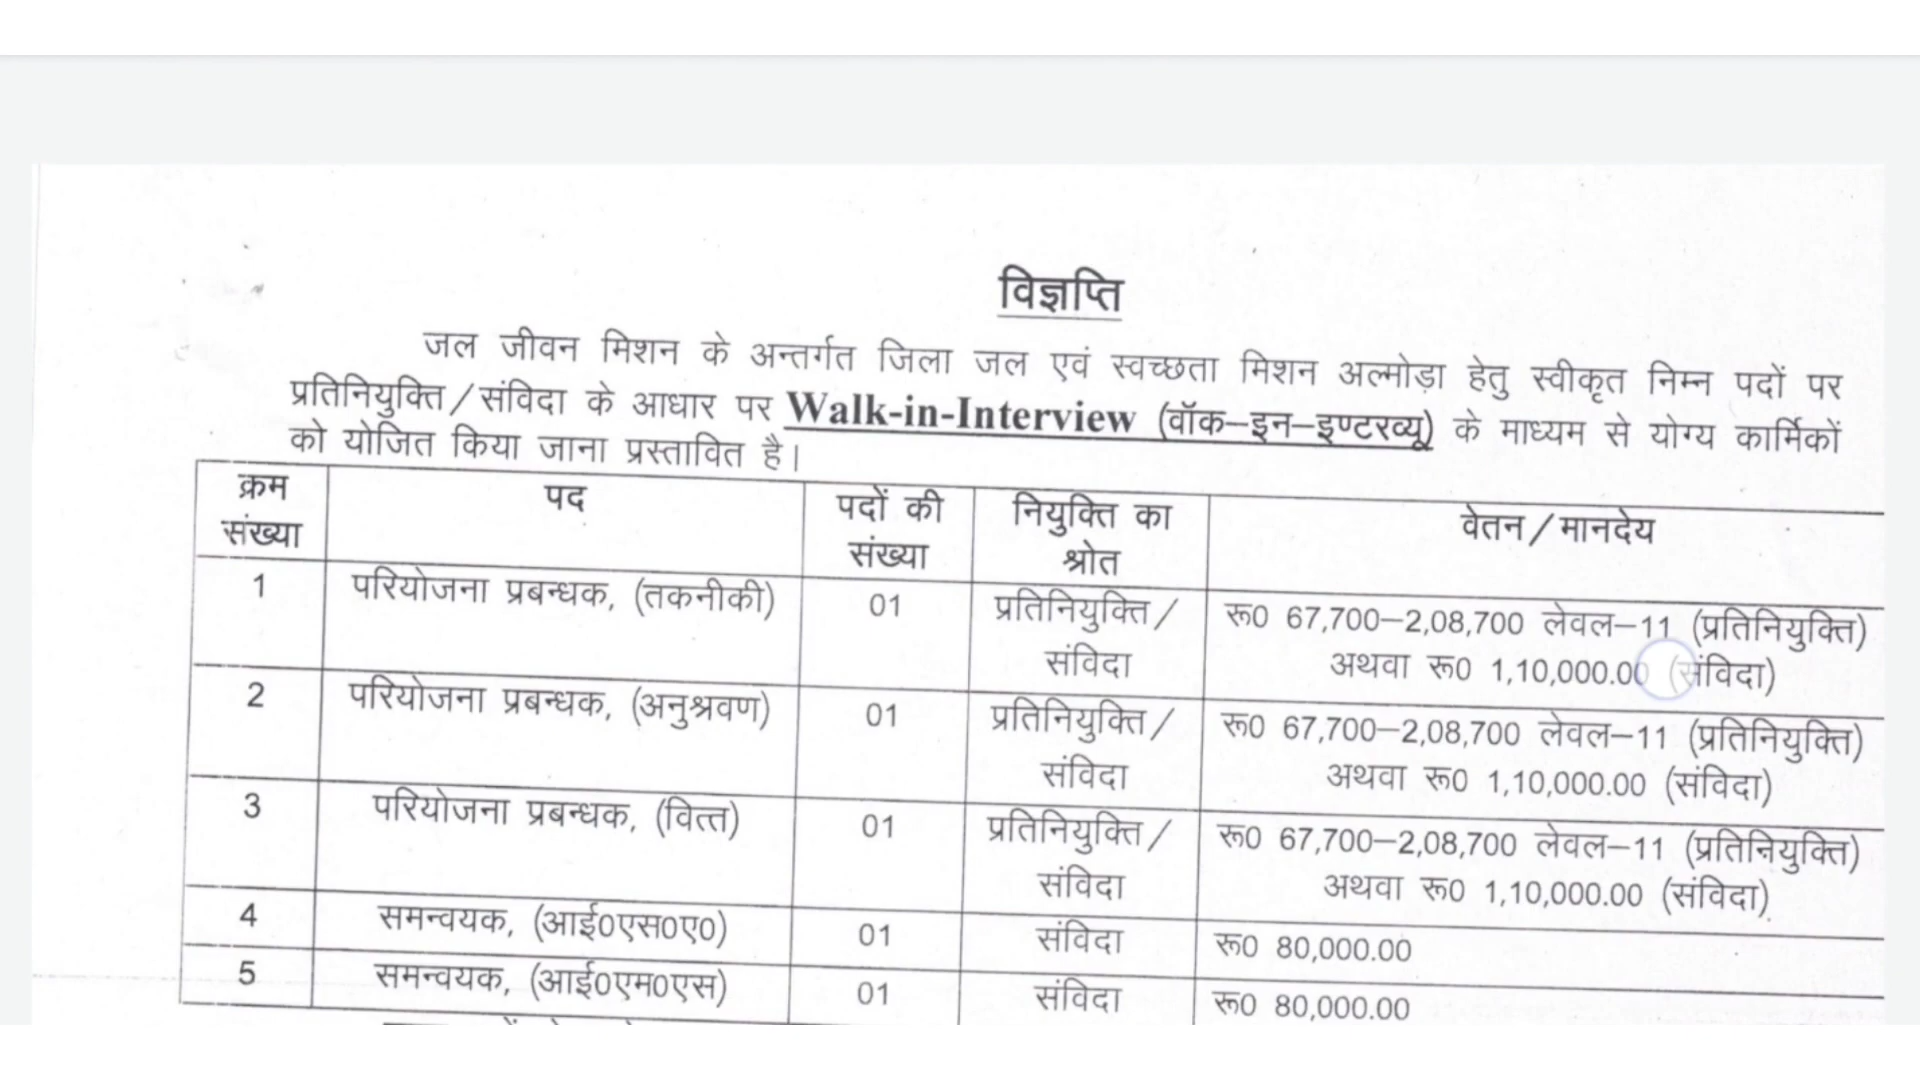 विज्ञप्ति
जल जीवन मिशन के अन्तर्गत जिला जल एवं स्वच्छता मिशन अल्मोड़ा हेतु स्वीकृत निम्न पदों पर
प्रतिनियुक्ति/संविदा के आधार पर Walk-in-Interview (वॉक–इन–इण्टरव्यू) के माध्यम से योग्य कार्मिकों
को योजित किया जाना प्रस्तावित है।
क्रम संख्या पद पदों की संख्या नियुक्ति का श्रोत वेतन/मानदेय
1 परियोजना प्रबन्धक, (तकनीकी) 01 प्रतिनियुक्ति/ रू0 67,700–2,08,700 लेवल–11 (प्रतिनियुक्ति)
संविदा अथवा रू0 1,10,000.00 (संविदा)
2 परियोजना प्रबन्धक, (अनुश्रवण) 01 प्रतिनियुक्ति/ रू0 67,700–2,08,700 लेवल–11 (प्रतिनियुक्ति)
संविदा अथवा रू0 1,10,000.00 (संविदा)
3 परियोजना प्रबन्धक, (वित्त) 01 प्रतिनियुक्ति/ रू0 67,700–2,08,700 लेवल–11 (प्रतिनियुक्ति)
संविदा अथवा रू0 1,10,000.00 (संविदा)
4 समन्वयक, (आई0एस0ए0) 01 संविदा रू0 80,000.00
5 समन्वयक, (आई0एम0एस) 01 संविदा रू0 80,000.00